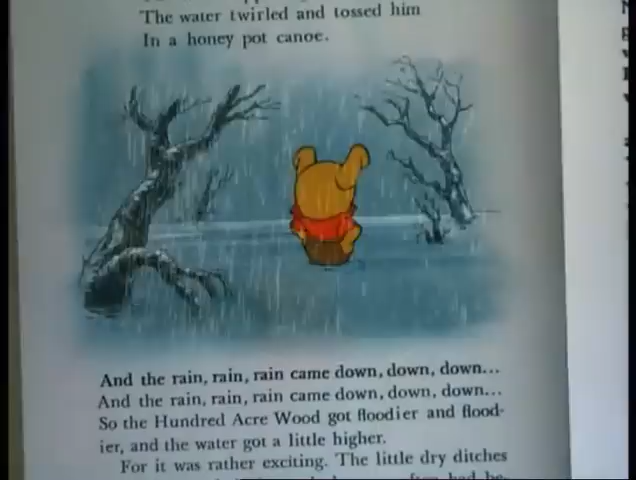 The water twirled and tossed him
In a honey pot canoe.
And the rain, rain, rain came down, down, down...
And the rain, rain, rain came down, down, down...
So the Hundred Acre Wood got floodier and flood-
ier, and the water got a little higher.
For it was rather exciting. The little dry ditches